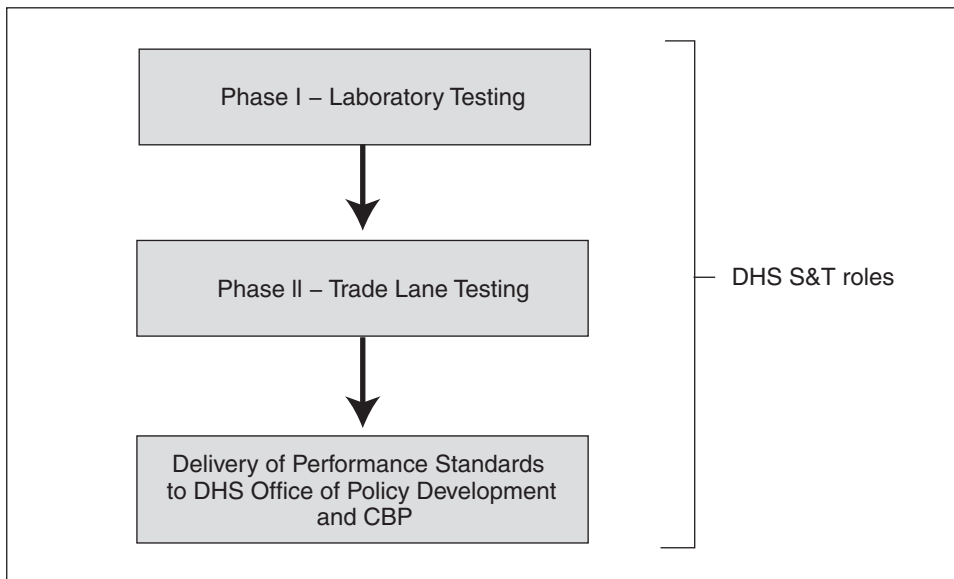 Phase I – Laboratory Testing
Phase II – Trade Lane Testing
DHS S&T roles
Delivery of Performance Standards
to DHS Office of Policy Development
and CBP